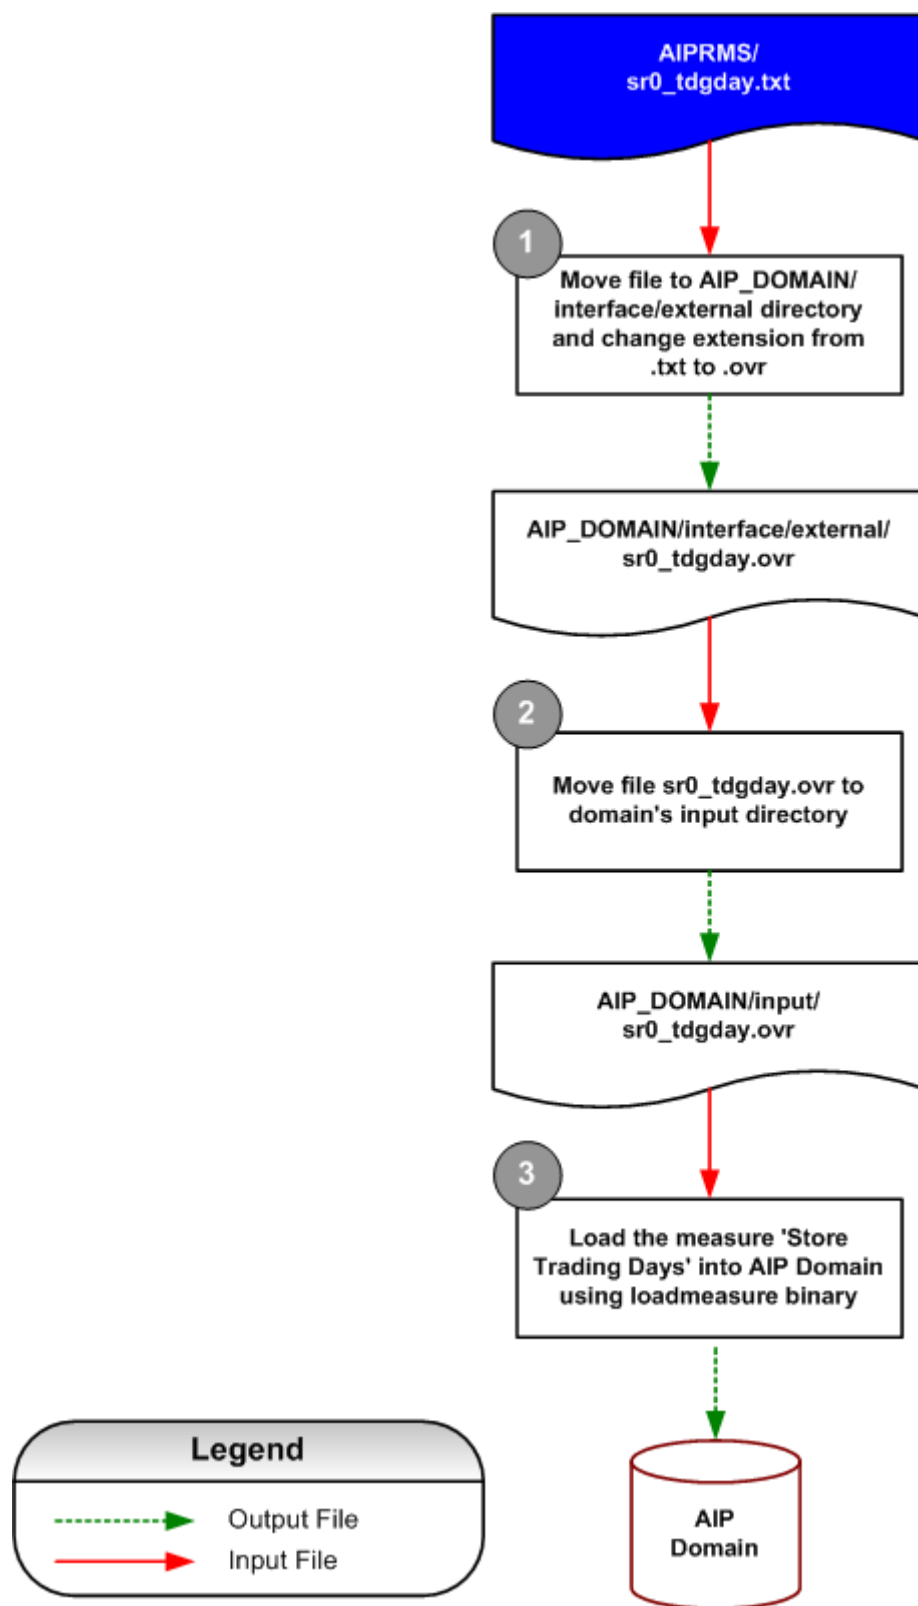 AIPRMS/
sr0_tdgday.txt
1
Move file to AIP_DOMAIN/
interface/external directory
and change extension from
.txt to .ovr
AIP_DOMAIN/interface/external/
sr0_tdgday.ovr
2
Move file sr0_tdgday.ovr to
domain's input directory
AIP_DOMAIN/input/
sr0_tdgday.ovr
3
Load the measure 'Store
Trading Days' into AIP Domain
using loadmeasure binary
AIP
Domain
Legend
Output File
Input File